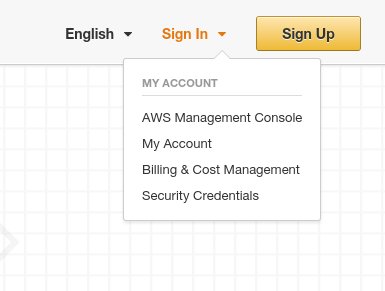 English Sign In Sign Up
MY ACCOUNT
AWS Management Console
My Account
Billing & Cost Management
Security Credentials